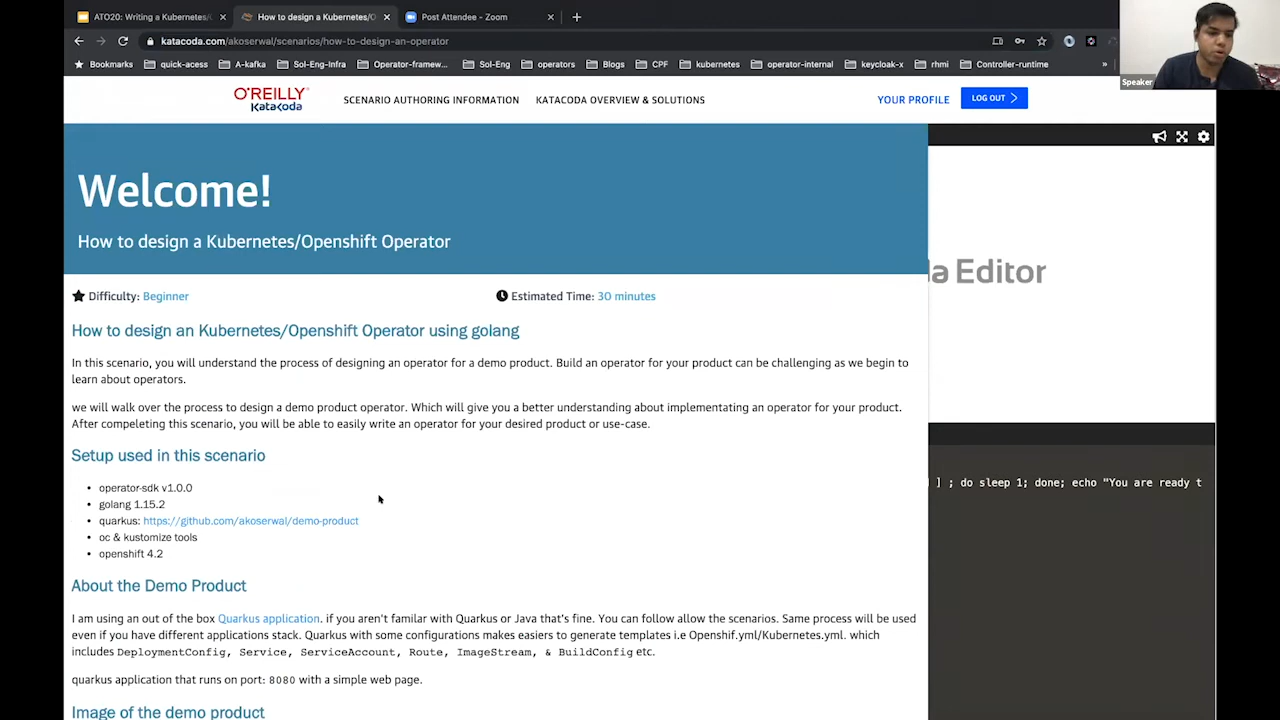 ATO20: Writing a Kubernetes/
How to design a Kubernetes/O
Post Attendee - Zoom
katacoda.com/akoserwal/scenarios/how-to-design-an-operator
Bookmarks quick-acess A-kafka Sol-Eng-Infra Operator-framew... Sol-Eng operators Blogs CPF kubernetes operator-internal keycloak-x rhmi Controller-runtime »
Speaker
O'REILLY
Katacoda
SCENARIO AUTHORING INFORMATION
KATACODA OVERVIEW & SOLUTIONS
YOUR PROFILE
LOG OUT
Welcome!
How to design a Kubernetes/Openshift Operator
a Editor
Difficulty: Beginner
Estimated Time: 30 minutes
How to design an Kubernetes/Openshift Operator using golang
In this scenario, you will understand the process of designing an operator for a demo product. Build an operator for your product can be challenging as we begin to
learn about operators.
we will walk over the process to design a demo product operator. Which will give you a better understanding about implementating an operator for your product.
After compeleting this scenario, you will be able to easily write an operator for your desired product or use-case.
Setup used in this scenario
] ; do sleep 1; done; echo "You are ready t
• operator-sdk v1.0.0
• golang 1.15.2
• quarkus: https://github.com/akoserwal/demo-product
• oc & kustomize tools
• openshift 4.2
About the Demo Product
I am using an out of the box Quarkus application. if you aren't familar with Quarkus or Java that's fine. You can follow allow the scenarios. Same process will be used
even if you have different applications stack. Quarkus with some configurations makes easiers to generate templates i.e Openshif.yml/Kubernetes.yml. which
includes DeploymentConfig, Service, ServiceAccount, Route, ImageStream, & BuildConfig etc.
quarkus application that runs on port: 8080 with a simple web page.
Image of the demo product